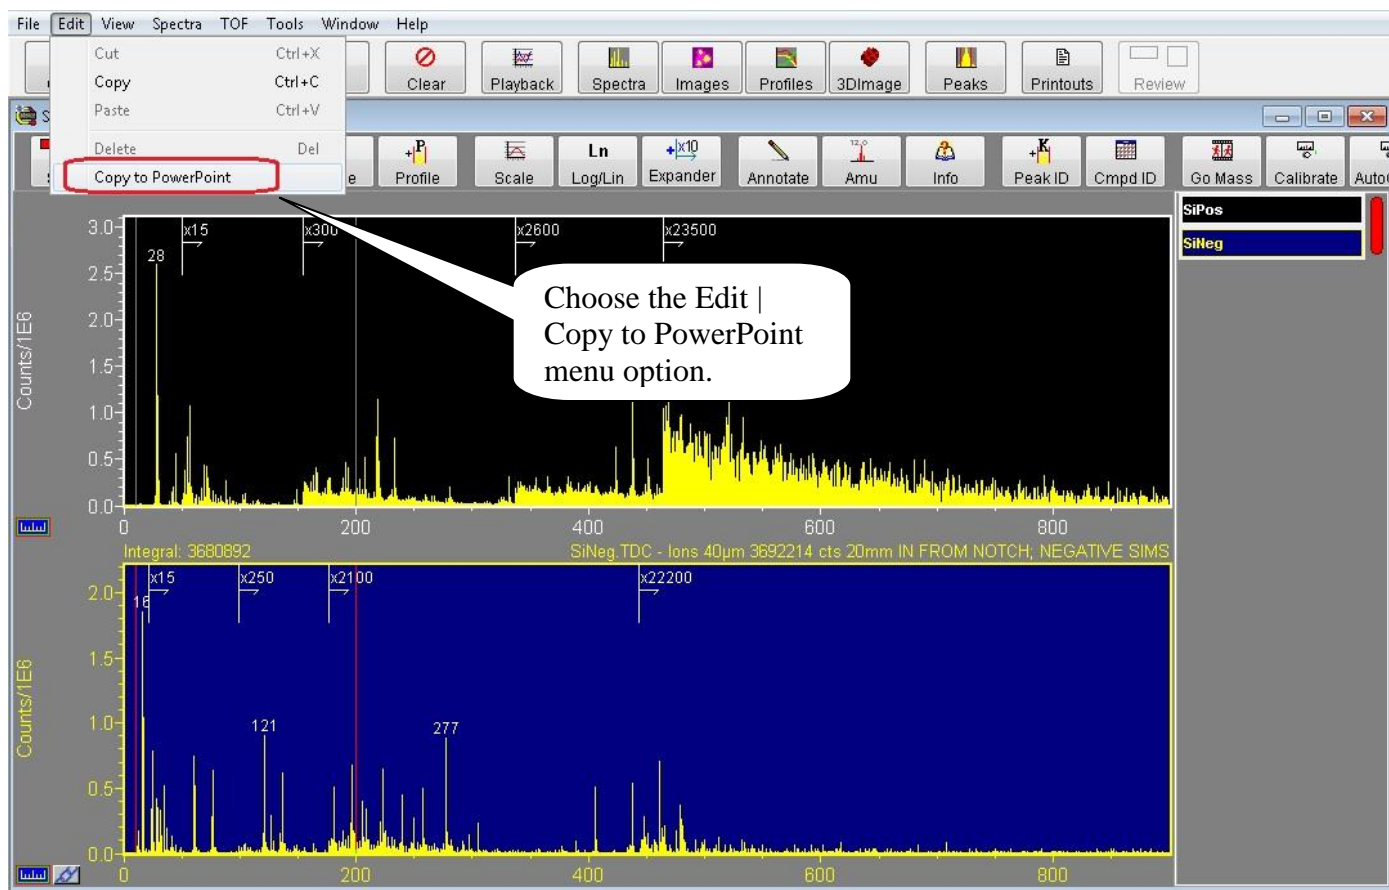 File Edit View Spectra TOF Tools Window Help
Cut Ctrl+X
Copy Ctrl+C
Paste Ctrl+V
Delete Del
Copy to PowerPoint
Clear Playback Spectra Images Profiles 3DImage Peaks Printouts Review
Profile Scale Log/Lin Expander Annotate Amu Info Peak ID Cmpd ID Go Mass Calibrate
P Ln x10 12.0 K
SiPos
SiNeg
Choose the Edit |
Copy to PowerPoint
menu option.
x15 x300 x2600 x23500
28
3.0
2.5
2.0
1.5
1.0
0.5
0.0
Counts/1E6
0 200 400 600 800
Integral: 3680892 SiNeg.TDC - Ions 40µm 3692214 cts 20mm IN FROM NOTCH; NEGATIVE SIMS
x15 x250 x2100 x22200
16
121
277
2.0
1.5
1.0
0.5
0.0
Counts/1E6
0 200 400 600 800